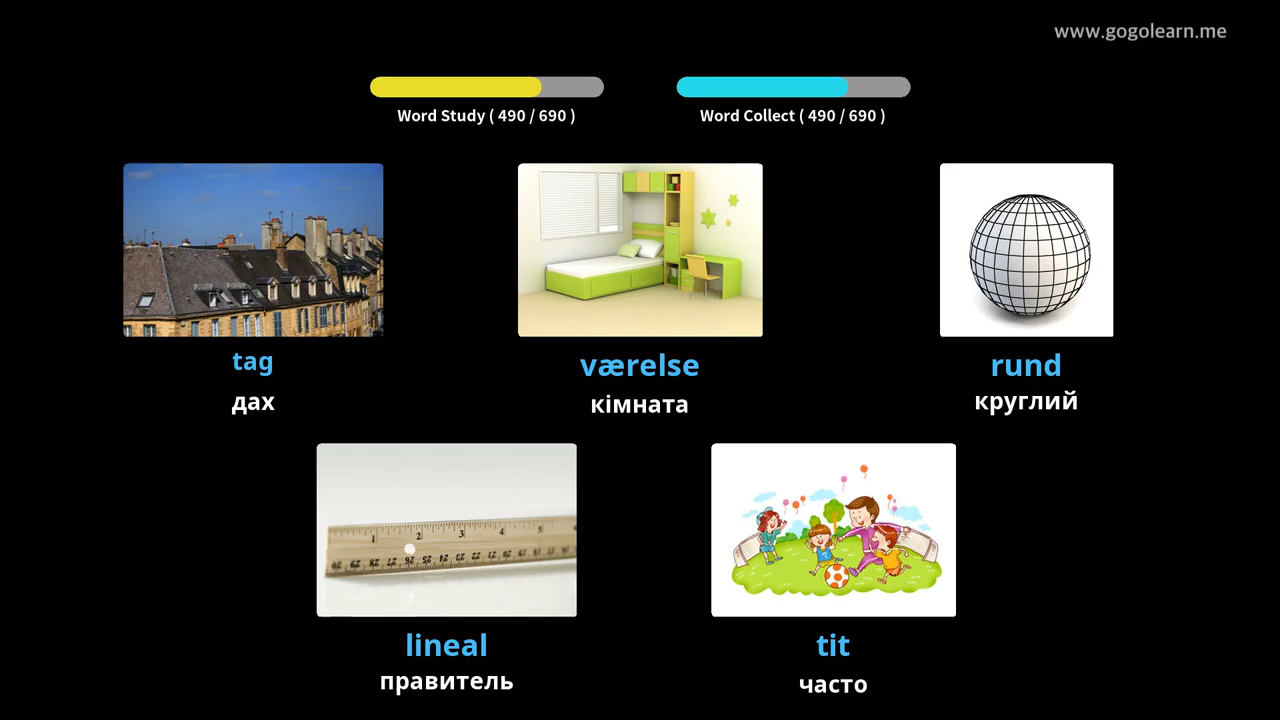 www.gogolearn.me
Word Study ( 490 / 690 )
Word Collect ( 490 / 690 )
tag
дах
værelse
кімната
rund
круглий
lineal
правитель
tit
часто